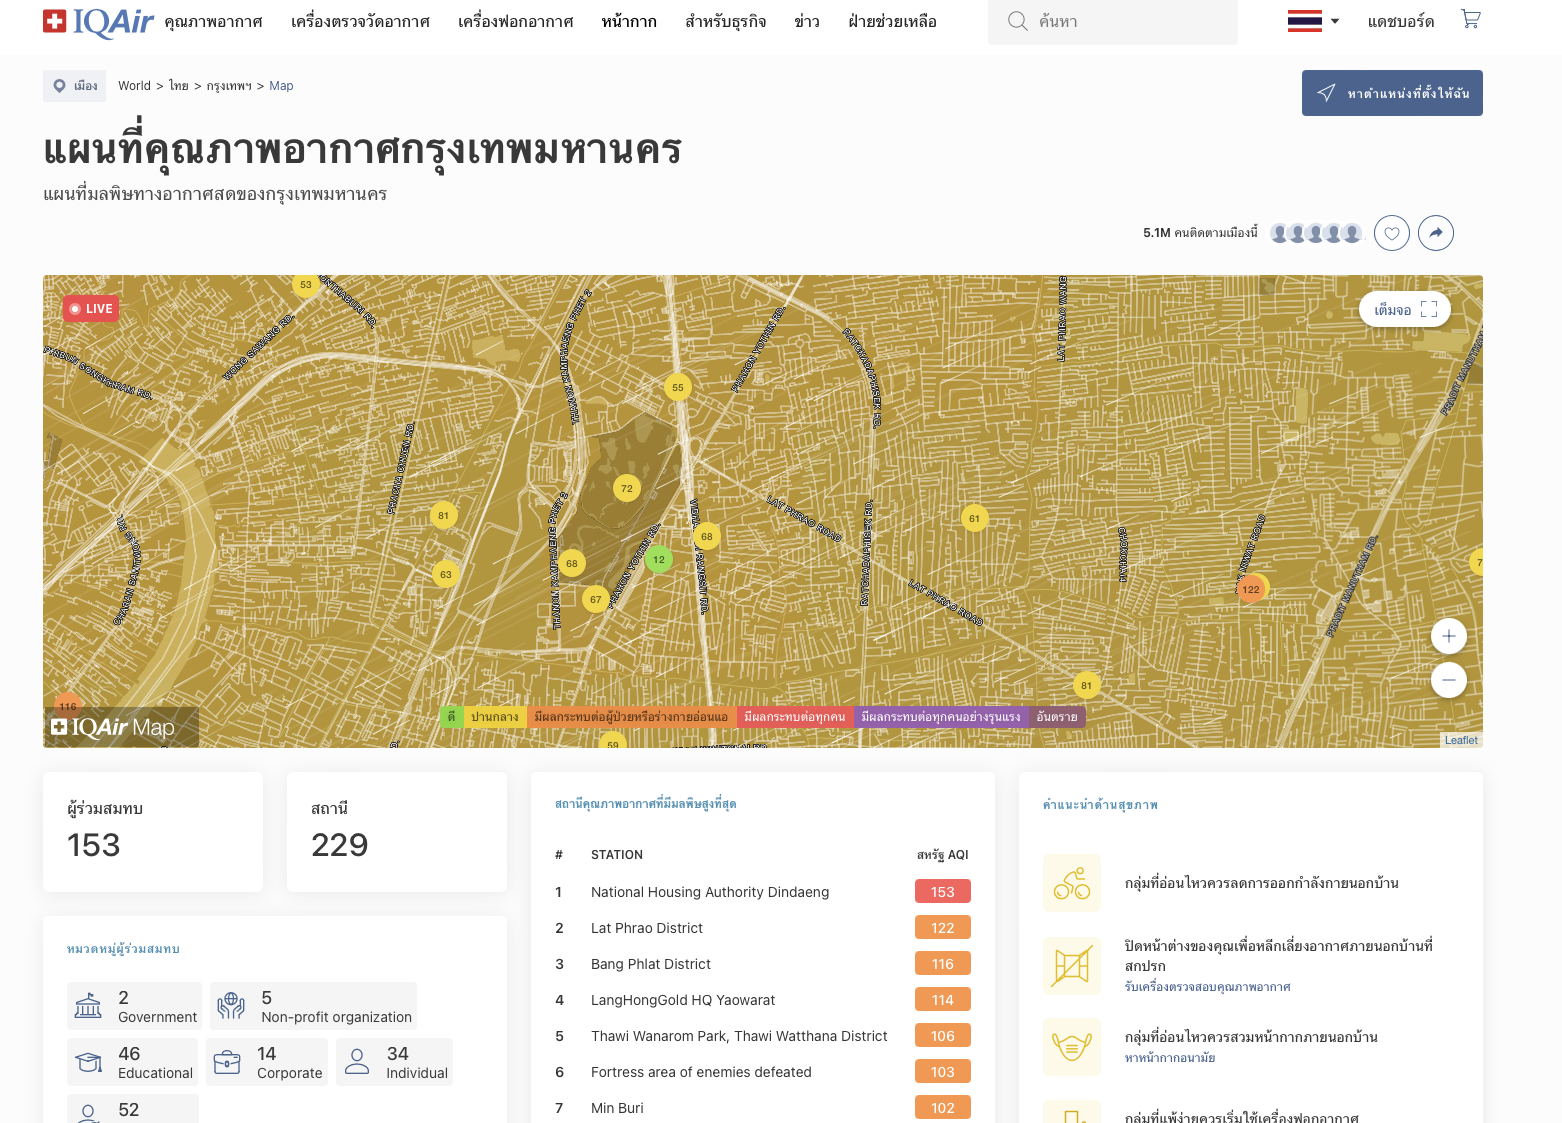 IQAir
คุณภาพอากาศ
เครื่องตรวจวัดอากาศ
เครื่องฟอกอากาศ
หน้ากาก
สำหรับธุรกิจ
ข่าว
ฝ่ายช่วยเหลือ
ค้นหา
แดชบอร์ด
เมือง
World > ไทย > กรุงเทพฯ > Map
หาตำแหน่งที่ตั้งให้ฉัน
แผนที่คุณภาพอากาศกรุงเทพมหานคร
แผนที่มลพิษทางอากาศสดของกรุงเทพมหานคร
5.1M คนติดตามเมืองนี้
LIVE
เต็มจอ
53
WONG SAWANG RD.
THANON KAMPHAENG PHET 2
PHAHON YOTHIN RD.
RATCHADAPHISEK RD.
LAT PHRAO WANG
55
PRACHA CHUEN RD.
72
81
63
68
67
12
68
THANON KAMPHAENG PHET 2
PHAHON YOTHIN RD.
LAT PHRAO ROAD
RATCHADAPHISEK RD.
61
LAT PHRAO ROAD
CHOKCHAI
122
PRADIT MANUTHAM RD.
81
116
59
IQAir Map
ดี
ปานกลาง
มีผลกระทบต่อผู้ป่วยหรือร่างกายอ่อนแอ
มีผลกระทบต่อทุกคน
มีผลกระทบต่อทุกคนอย่างรุนแรง
อันตราย
+
−
Leaflet
ผู้ร่วมสมทบ
153
สถานี
229
หมวดหมู่ผู้ร่วมสมทบ
2
Government
5
Non-profit organization
46
Educational
14
Corporate
34
Individual
52
สถานีคุณภาพอากาศที่มีมลพิษสูงที่สุด
# STATION สหรัฐ AQI
1 National Housing Authority Dindaeng 153
2 Lat Phrao District 122
3 Bang Phlat District 116
4 LangHongGold HQ Yaowarat 114
5 Thawi Wanarom Park, Thawi Watthana District 106
6 Fortress area of enemies defeated 103
7 Min Buri 102
คำแนะนำด้านสุขภาพ
กลุ่มที่อ่อนไหวควรลดการออกกำลังกายนอกบ้าน
ปิดหน้าต่างของคุณเพื่อหลีกเลี่ยงอากาศภายนอกบ้านที่
สกปรก
รับเครื่องตรวจสอบคุณภาพอากาศ
กลุ่มที่อ่อนไหวควรสวมหน้ากากภายนอกบ้าน
หาหน้ากากอนามัย
กลุ่มที่แพ้ง่ายควรเริ่มใช้เครื่องฟอกอากาศ